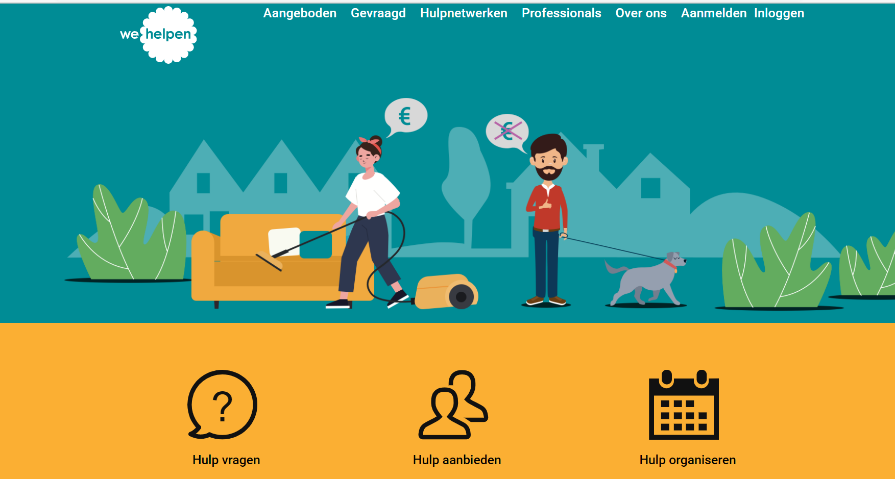 Aangeboden Gevraagd Hulpnetwerken Professionals Over ons Aanmelden Inloggen
we helpen
€
€
?
Hulp vragen Hulp aanbieden Hulp organiseren